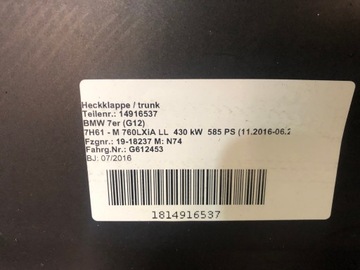 Heckklappe / trunk
Teilenr.: 14916537
BMW 7er (G12)
7H61 - M 760LXiA LL 430 kW 585 PS (11.2016-06.2
Fzgnr.: 19-18237 M: N74
Fahrg.Nr.: G612453
BJ: 07/2016
1814916537